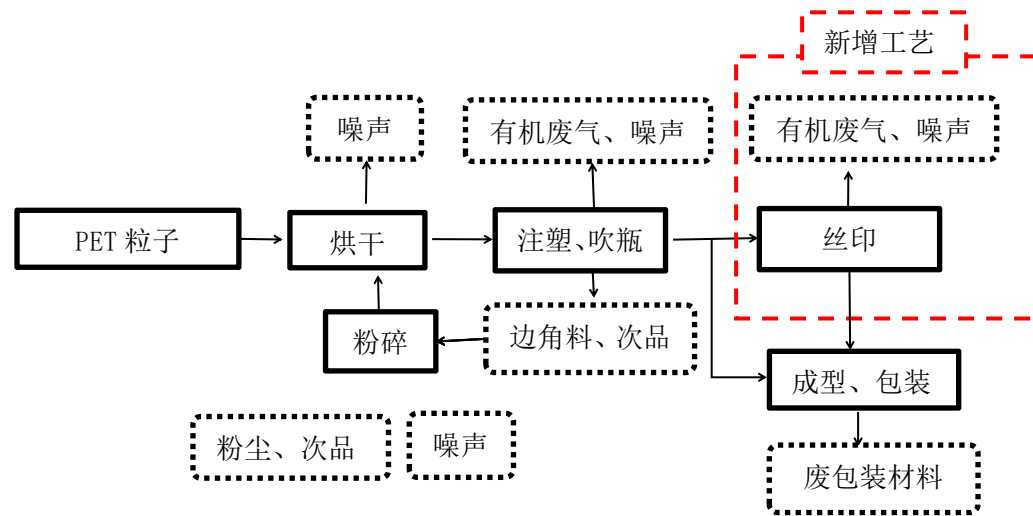 新增工艺
噪声
有机废气、噪声
有机废气、噪声
PET 粒子
烘干
注塑、吹瓶
丝印
粉碎
边角料、次品
成型、包装
粉尘、次品
噪声
废包装材料